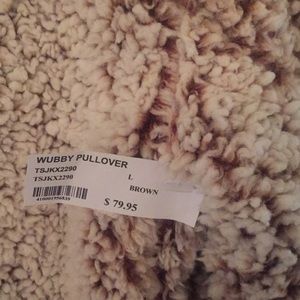 WUBBY PULLOVER
TSJKX2290
TSJKX2290 L
BROWN
$ 79.95